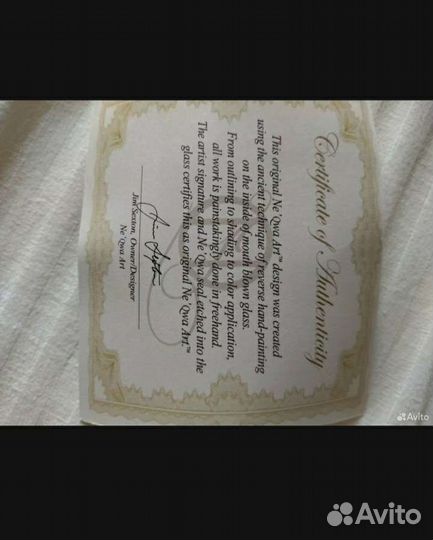 Certificate of Authenticity
This original Ne'Qwa Art™ design was created
using the ancient technique of reverse hand-painting
on the inside of mouth blown glass.
From outlining to shading to color application,
all work is painstakingly done in freehand.
The artist signature and Ne'Qwa seal etched into the
glass certifies this as original Ne'Qwa Art.™
Jim Sexton, Owner/Designer
Ne'Qwa Art
Avito
Avito